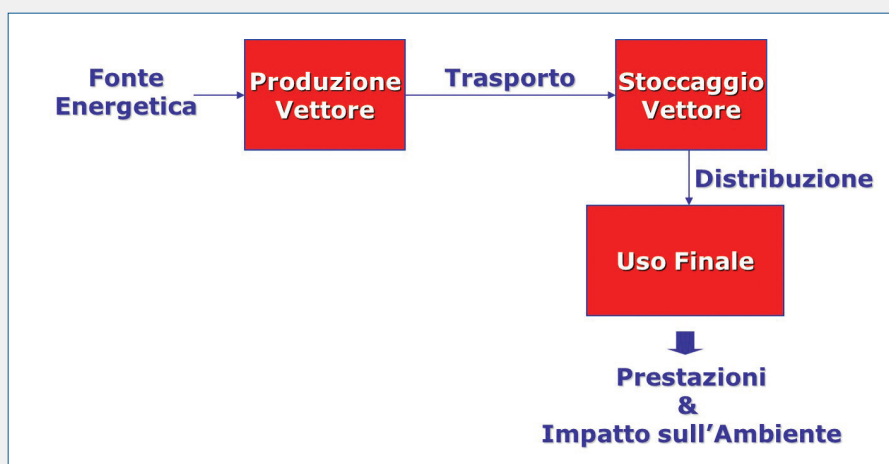 Fonte
Energetica
Produzione
Vettore
Trasporto
Stoccaggio
Vettore
Distribuzione
Uso Finale
Prestazioni
&
Impatto sull'Ambiente